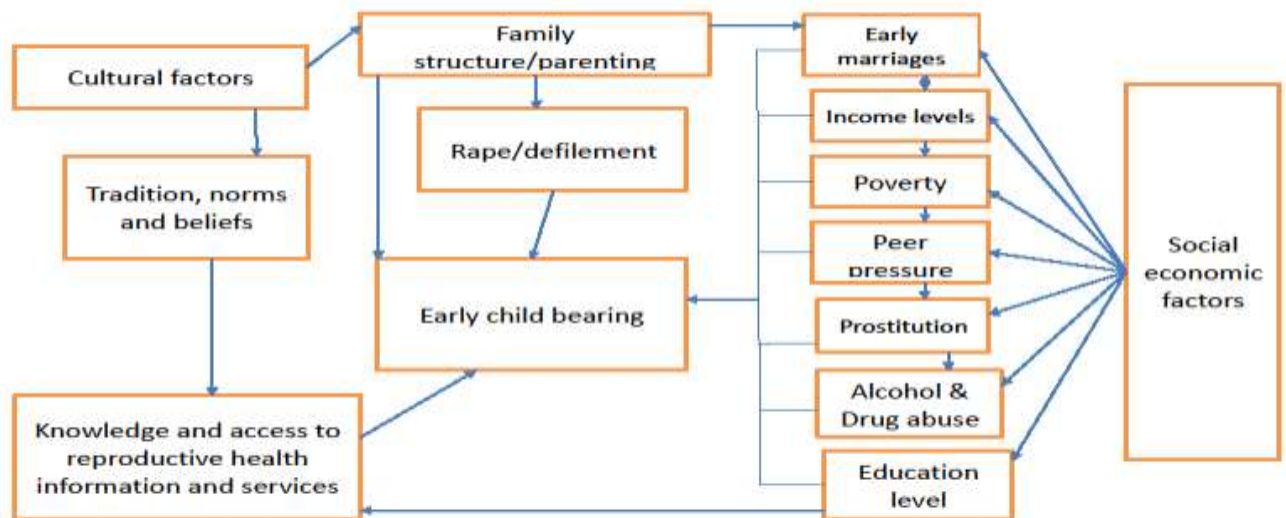 Cultural factors
Family
structure/parenting
Early
marriages
Income levels
Tradition, norms
and beliefs
Rape/defilement
Poverty
Peer
pressure
Social
economic
factors
Early child bearing
Prostitution
Alcohol &
Drug abuse
Knowledge and access to
reproductive health
information and services
Education
level